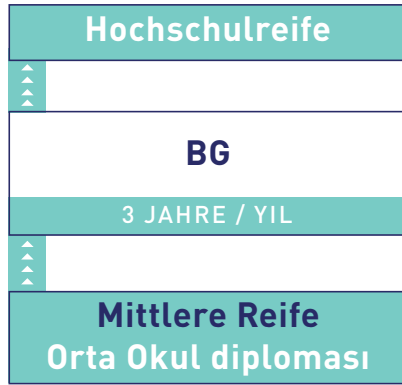 Hochschulreife
BG
3 JAHRE / YIL
Mittlere Reife
Orta Okul diploması